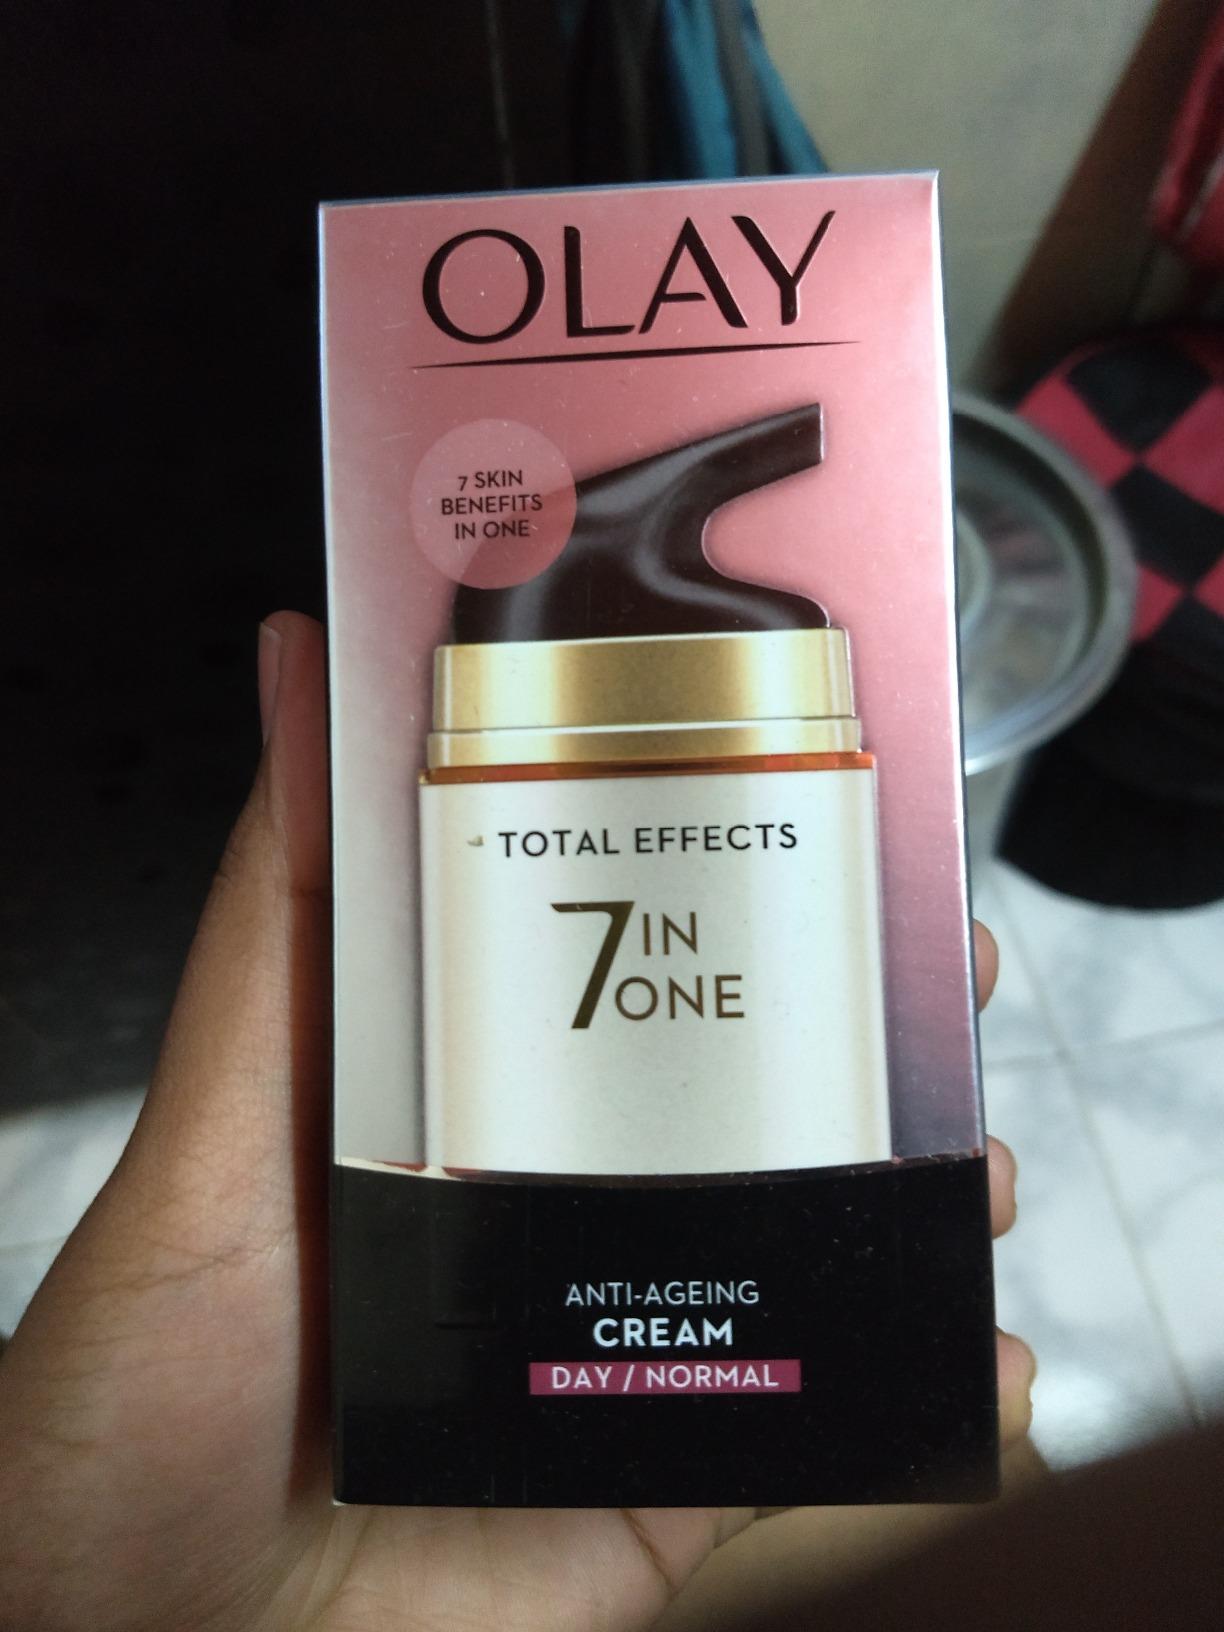 OLAY
7 SKIN
BENEFITS
IN ONE
TOTAL EFFECTS
7 IN
ONE
ANTI-AGEING
CREAM
DAY / NORMAL